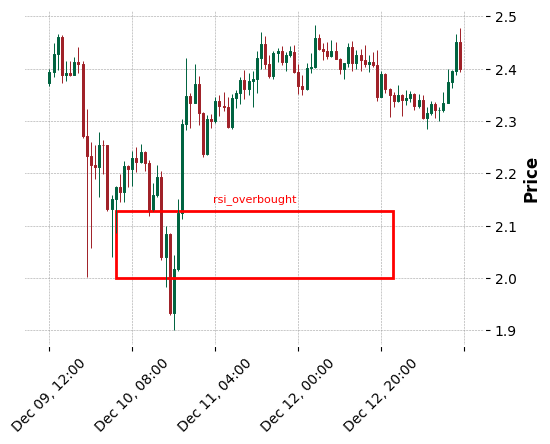 2.5
2.4
2.3
2.2
2.1
2.0
1.9
Price
rsi_overbought
Dec 09, 12:00
Dec 10, 08:00
Dec 11, 04:00
Dec 12, 00:00
Dec 12, 20:00